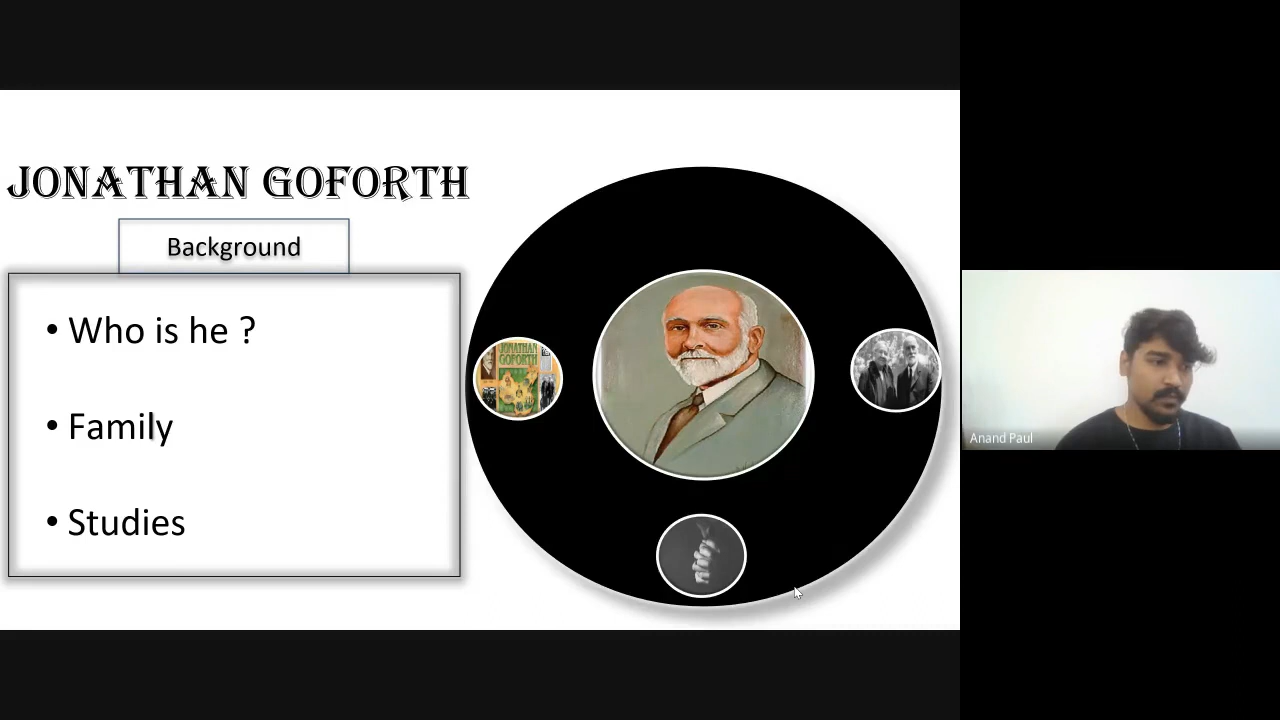 JONATHAN GOFORTH
Background
• Who is he ?
• Family
• Studies
JONATHAN
GOFORTH
Anand Paul